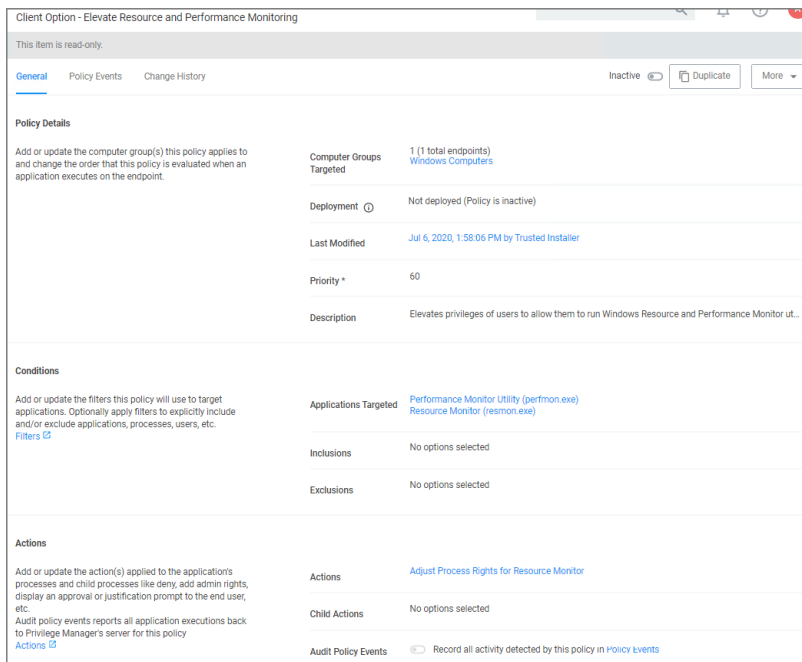 Client Option - Elevate Resource and Performance Monitoring
This item is read-only.
General Policy Events Change History Inactive Duplicate More
Policy Details
Add or update the computer group(s) this policy applies to
and change the order that this policy is evaluated when an
application executes on the endpoint.
Computer Groups
Targeted
1 (1 total endpoints)
Windows Computers
Deployment Not deployed (Policy is inactive)
Last Modified Jul 6, 2020, 1:58:06 PM by Trusted Installer
Priority * 60
Description Elevates privileges of users to allow them to run Windows Resource and Performance Monitor ut...
Conditions
Add or update the filters this policy will use to target
applications. Optionally apply filters to explicitly include
and/or exclude applications, processes, users, etc.
Filters
Applications Targeted Performance Monitor Utility (perfmon.exe)
Resource Monitor (resmon.exe)
Inclusions No options selected
Exclusions No options selected
Actions
Add or update the action(s) applied to the application's
processes and child processes like deny, add admin rights,
display an approval or justification prompt to the end user,
etc.
Audit policy events reports all application executions back
to Privilege Manager's server for this policy
Actions
Actions Adjust Process Rights for Resource Monitor
Child Actions No options selected
Audit Policy Events Record all activity detected by this policy in Policy Events